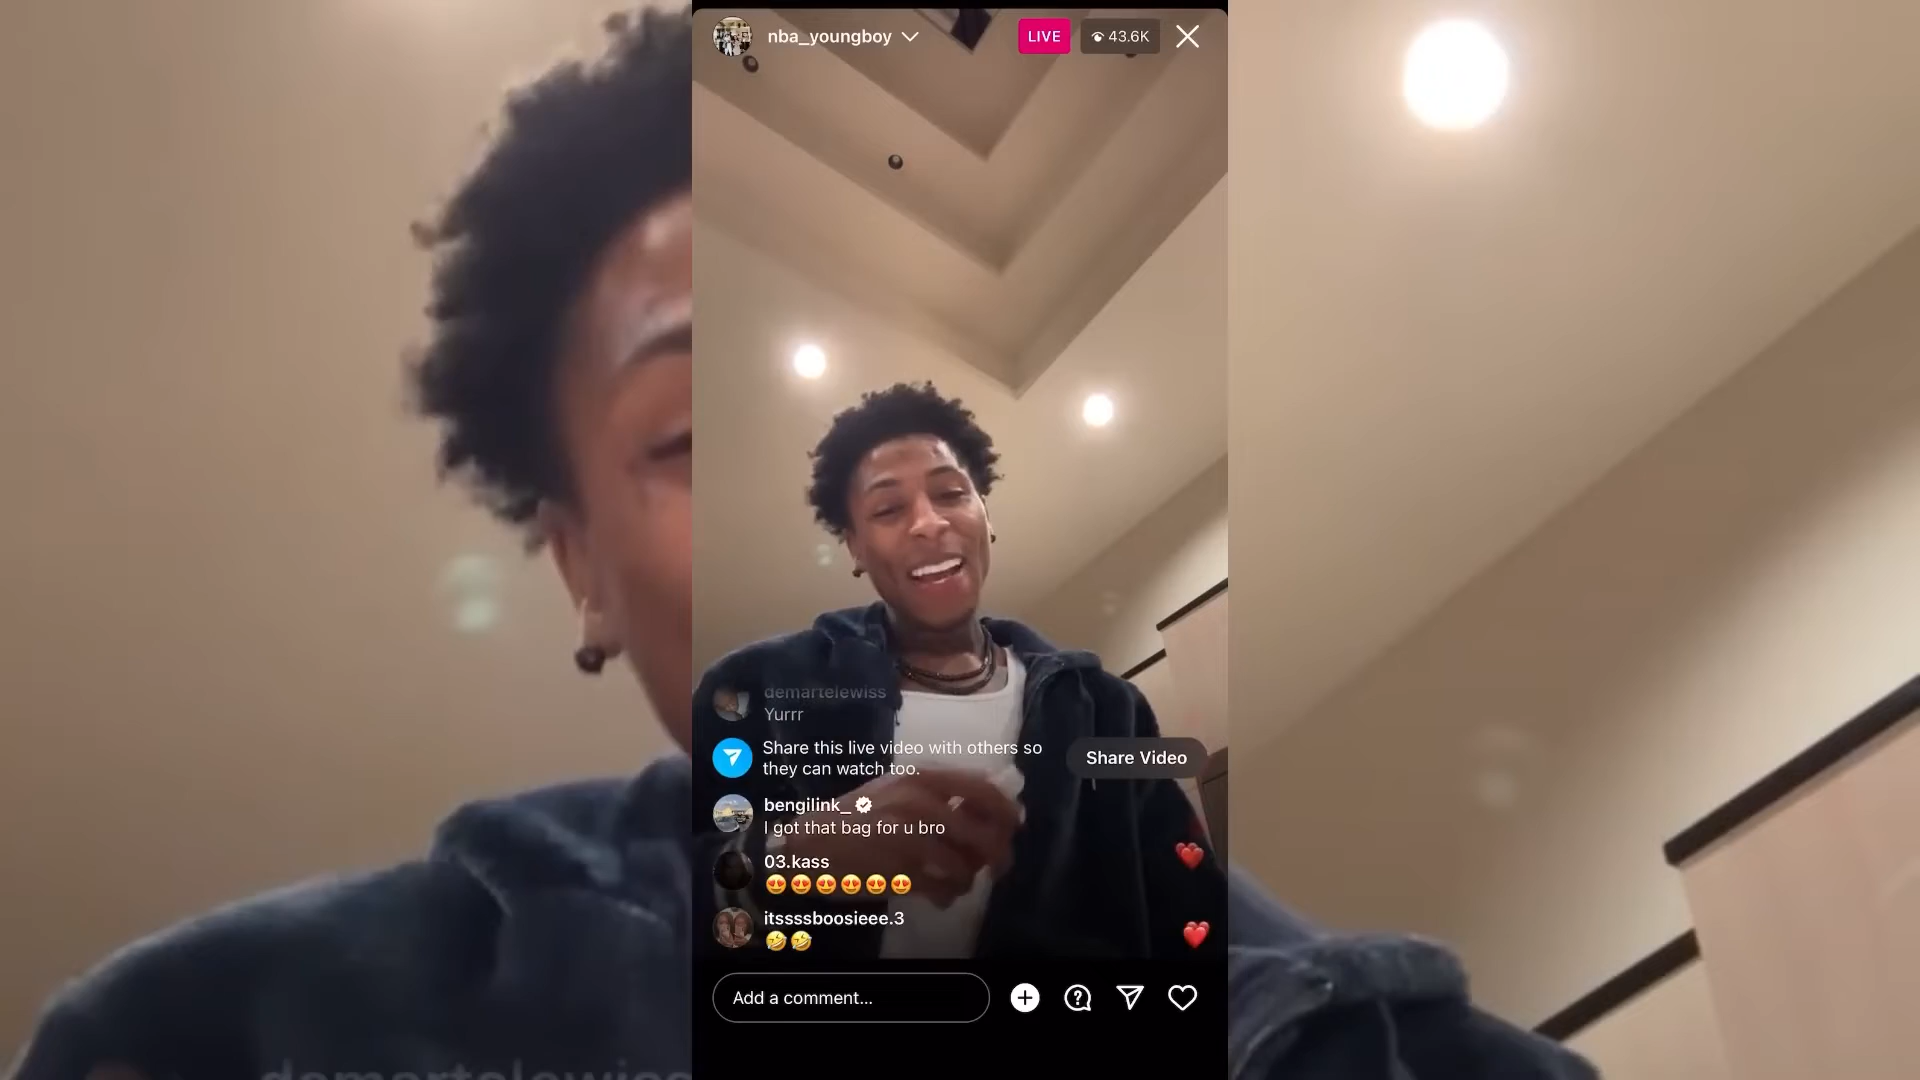 nba_youngboy
LIVE
43.6K
demartelewiss
Yurrr
Share this live video with others so
they can watch too.
Share Video
bengilink_
I got that bag for u bro
03.kass
😍😍😍😍😍😍
itssssboosieee.3
🤣🤣
Add a comment...
demartelewiss